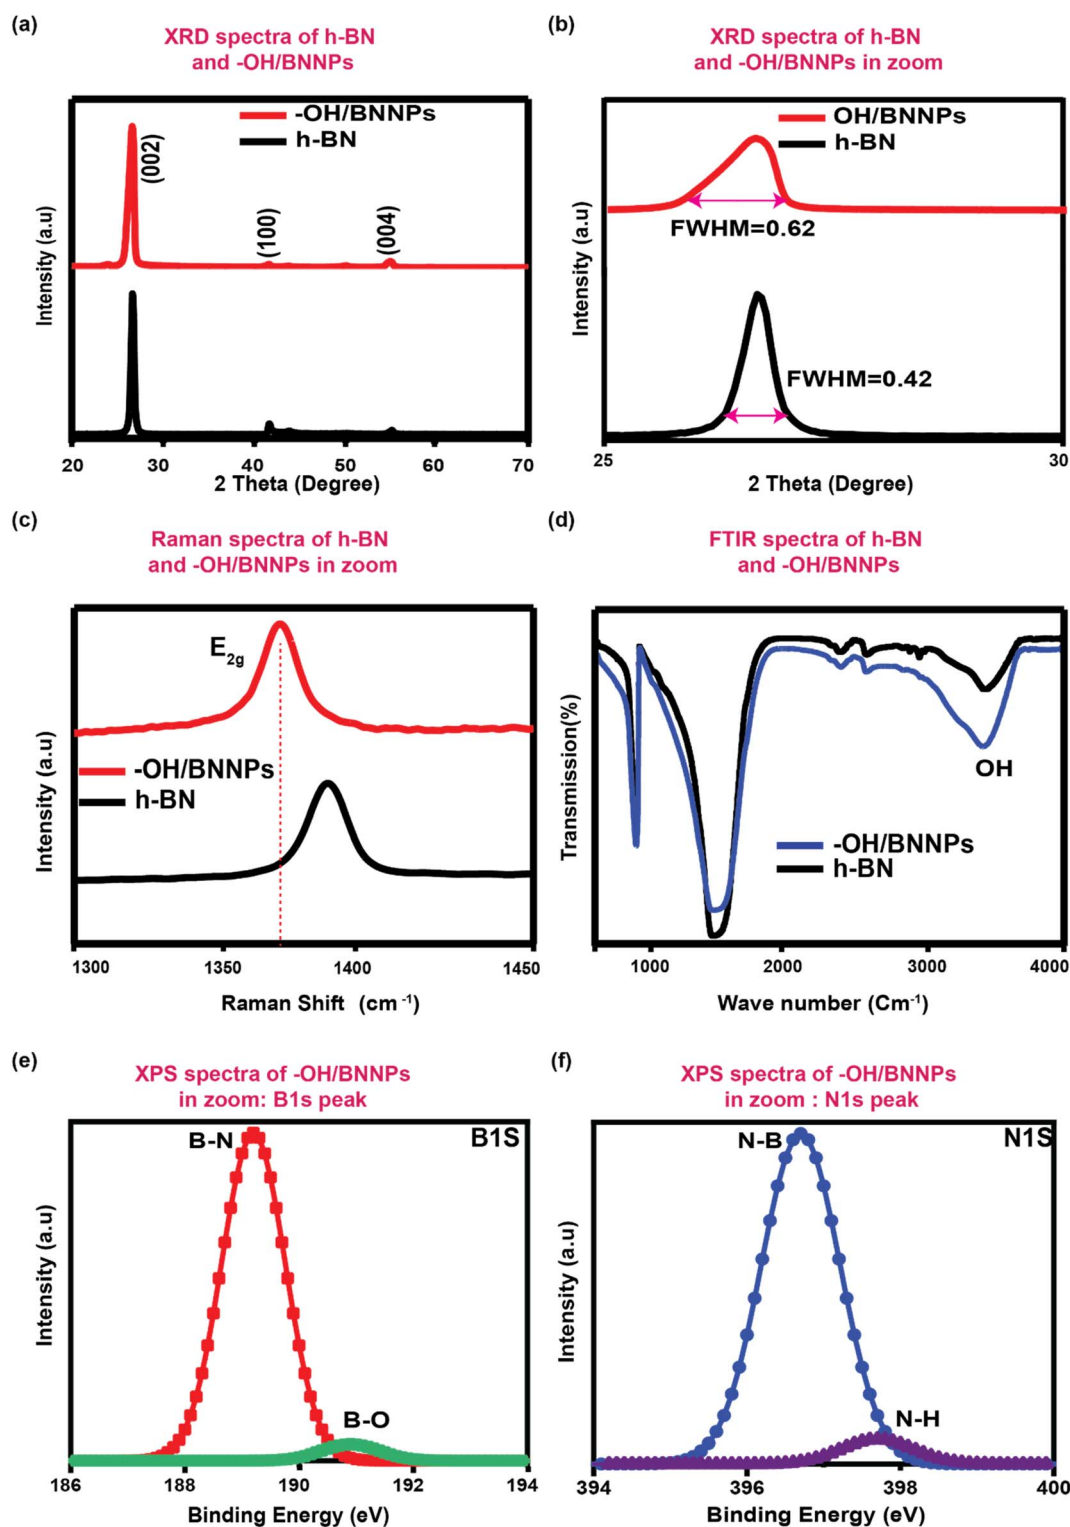 (a)
XRD spectra of h-BN
and -OH/BNNPs
-OH/BNNPs
h-BN
(002)
(100)
(004)
Intensity (a.u)
20 30 40 50 60 70
2 Theta (Degree)
(b)
XRD spectra of h-BN
and -OH/BNNPs in zoom
OH/BNNPs
h-BN
FWHM=0.62
FWHM=0.42
Intensity (a.u)
25 30
2 Theta (Degree)
(c)
Raman spectra of h-BN
and -OH/BNNPs in zoom
E2g
-OH/BNNPs
h-BN
Intensity (a.u)
1300 1350 1400 1450
Raman Shift (cm-1)
(d)
FTIR spectra of h-BN
and -OH/BNNPs
OH
-OH/BNNPs
h-BN
Transmission(%)
1000 2000 3000 4000
Wave number (Cm-1)
(e)
XPS spectra of -OH/BNNPs
in zoom: B1s peak
B-N
B1S
B-O
Intensity (a.u)
186 188 190 192 194
Binding Energy (eV)
(f)
XPS spectra of -OH/BNNPs
in zoom : N1s peak
N-B
N1S
N-H
Intensity (a.u)
394 396 398 400
Binding Energy (eV)